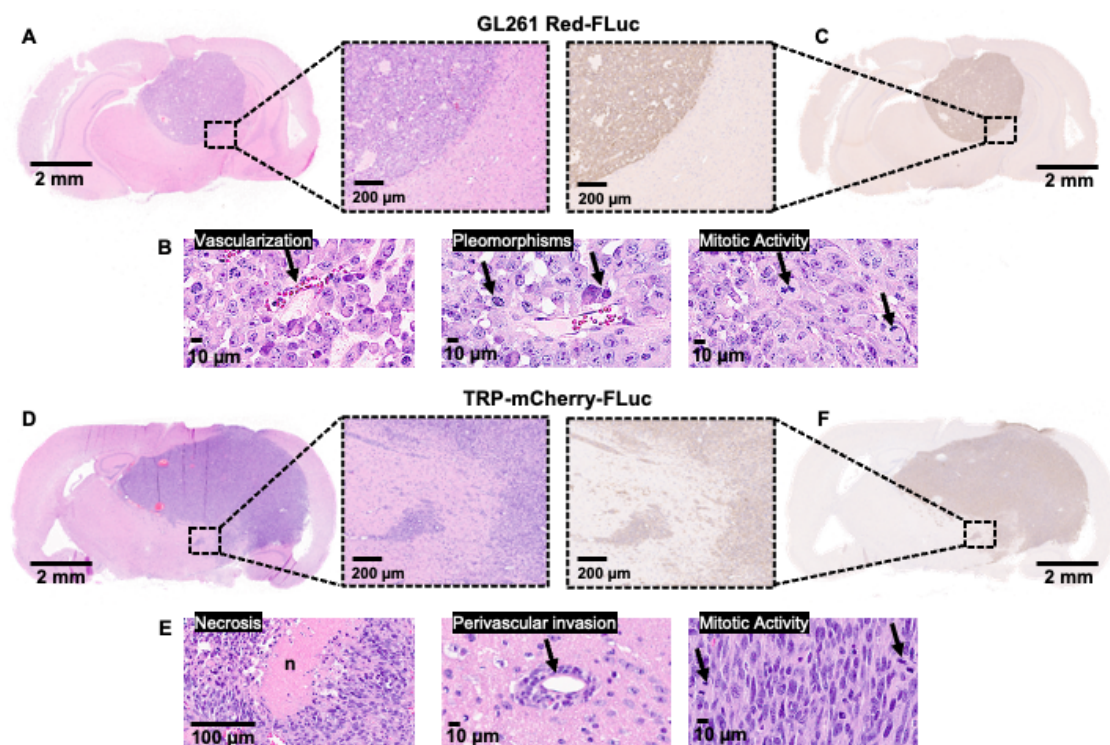 GL261 Red-FLuc
A
C
2 mm
200 µm
200 µm
2 mm
B
Vascularization
Pleomorphisms
Mitotic Activity
10 µm
10 µm
10 µm
TRP-mCherry-FLuc
D
F
2 mm
200 µm
200 µm
2 mm
E
Necrosis
Perivascular invasion
Mitotic Activity
n
100 µm
10 µm
10 µm